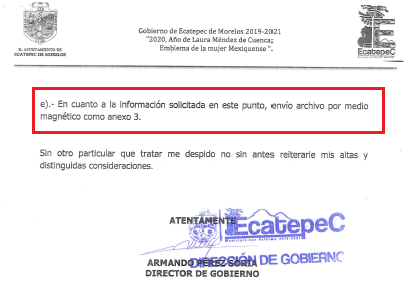 H. AYUNTAMIENTO DE
ECATEPEC DE MORELOS
Gobierno de Ecatepec de Morelos 2019-2021
"2020, Año de Laura Méndez de Cuenca;
Emblema de la mujer Mexiquense ".
Ecatepec
e).- En cuanto a la información solicitada en este punto, envío archivo por medio
magnético como anexo 3.
Sin otro particular que tratar me despido no sin antes reiterarle mis altas y
distinguidas consideraciones.
ATENTAMENTE
Ecatepec
DIRECCIÓN DE GOBIERNO
ARMANDO PÉREZ SORIA
DIRECTOR DE GOBIERNO